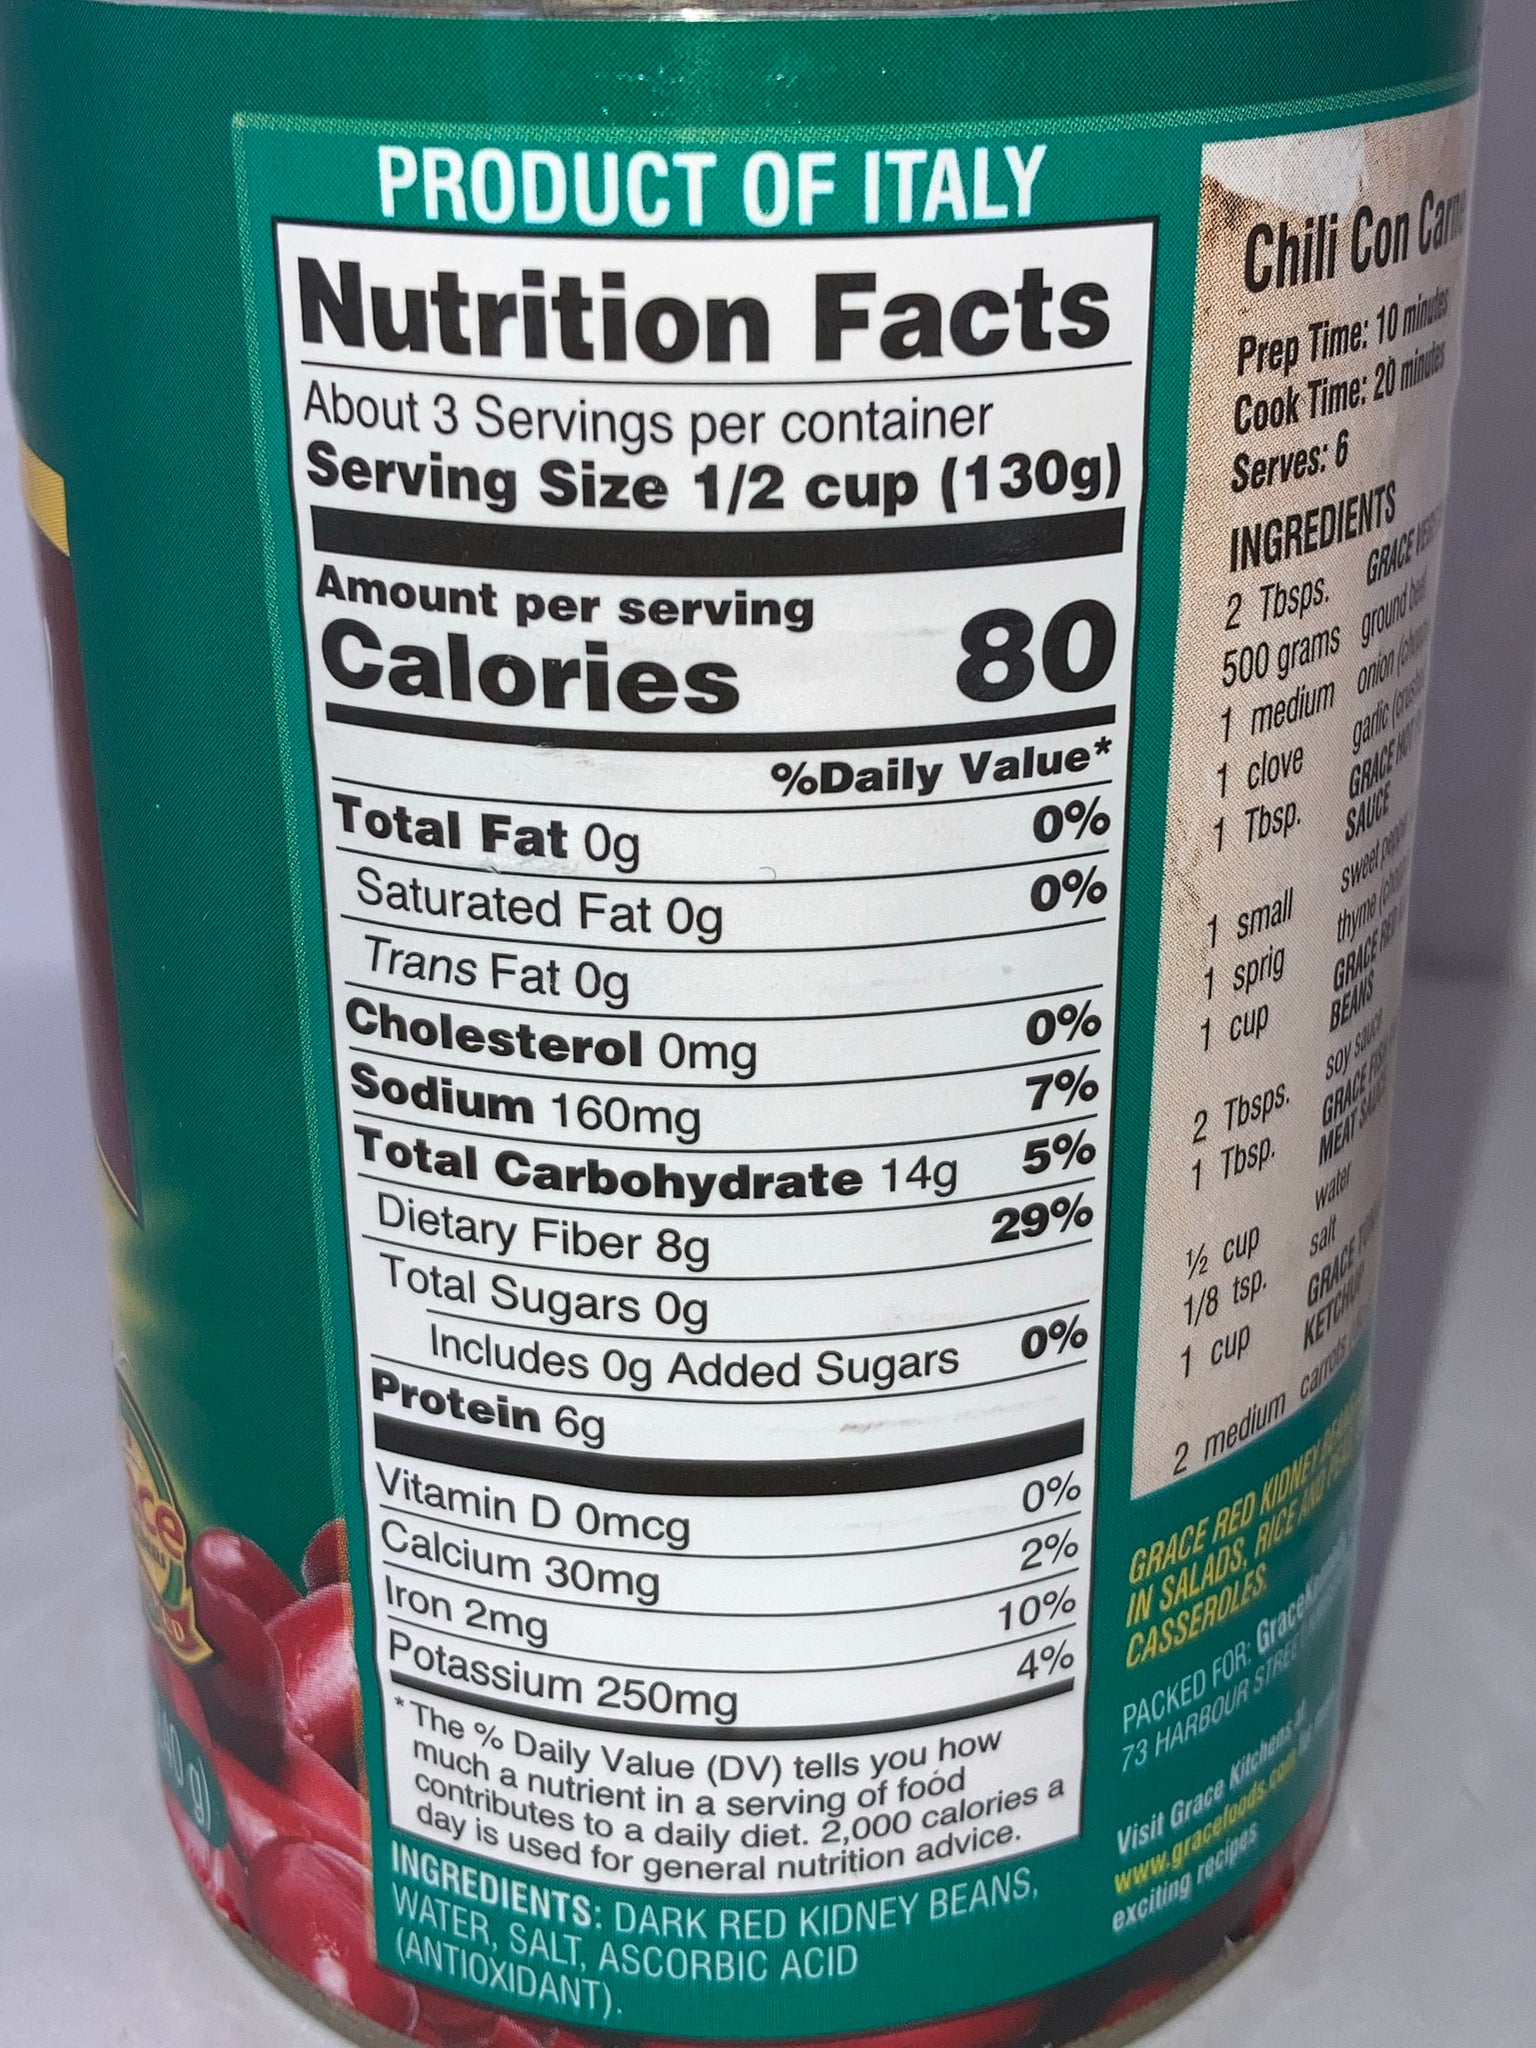 PRODUCT OF ITALY
Nutrition Facts
About 3 Servings per container
Serving Size 1/2 cup (130g)
Amount per serving
Calories 80
%Daily Value*
Total Fat 0g 0%
Saturated Fat 0g 0%
Trans Fat 0g
Cholesterol 0mg 0%
Sodium 160mg 7%
Total Carbohydrate 14g 5%
Dietary Fiber 8g 29%
Total Sugars 0g
Includes 0g Added Sugars 0%
Protein 6g
Vitamin D 0mcg 0%
Calcium 30mg 2%
Iron 2mg 10%
Potassium 250mg 4%
*The % Daily Value (DV) tells you how
much a nutrient in a serving of food
contributes to a daily diet. 2,000 calories a
day is used for general nutrition advice.
INGREDIENTS: DARK RED KIDNEY BEANS,
WATER, SALT, ASCORBIC ACID
(ANTIOXIDANT).
Chili Con
Prep Time: 10 minutes
Cook Time: 20 minutes
Serves: 6
INGREDIENTS
2 Tbsps. GRACE
500 grams ground
1 medium onion
1 clove garlic
1 Tbsp. GRACE
SAUCE
1 small sweet
1 sprig thyme
1 cup GRACE RED
BEANS
2 Tbsps. soy sauce
1 Tbsp. GRACE
MEAT
½ cup water
1/8 tsp. salt
1 cup GRACE
KETCHUP
2 medium carrots
GRACE RED KIDNEY
IN SALADS, RICE AND
CASSEROLES.
PACKED FOR:
73 HARBOUR STREET
Visit Grace Kitchens at
www.gracefoods.com
exciting recipes